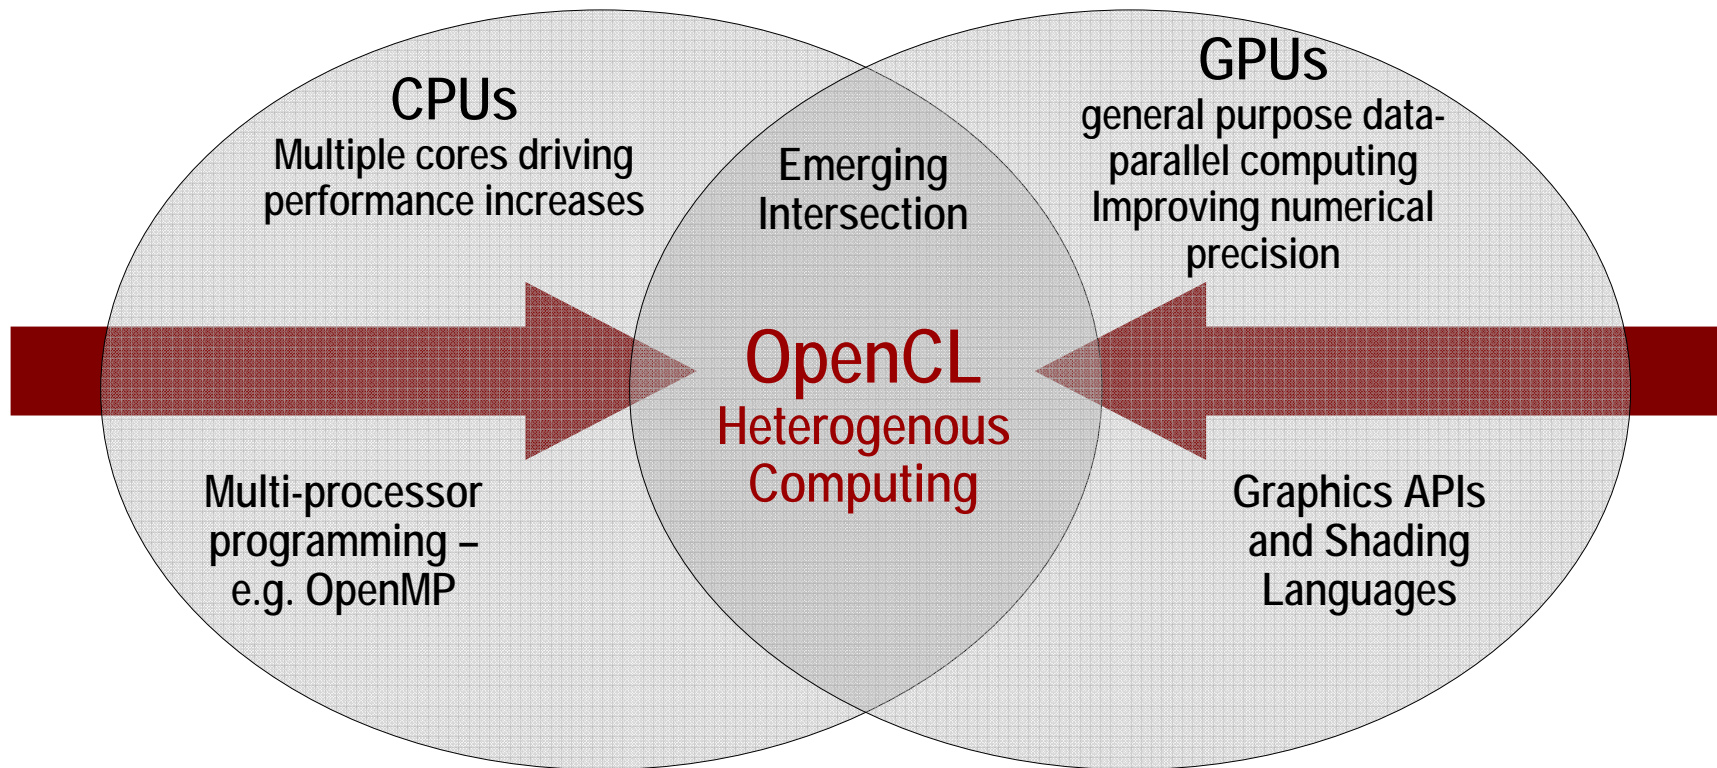 CPUs
Multiple cores driving
performance increases
Multi-processor
programming –
e.g. OpenMP
Emerging
Intersection
OpenCL
Heterogenous
Computing
GPUs
general purpose data-
parallel computing
Improving numerical
precision
Graphics APIs
and Shading
Languages